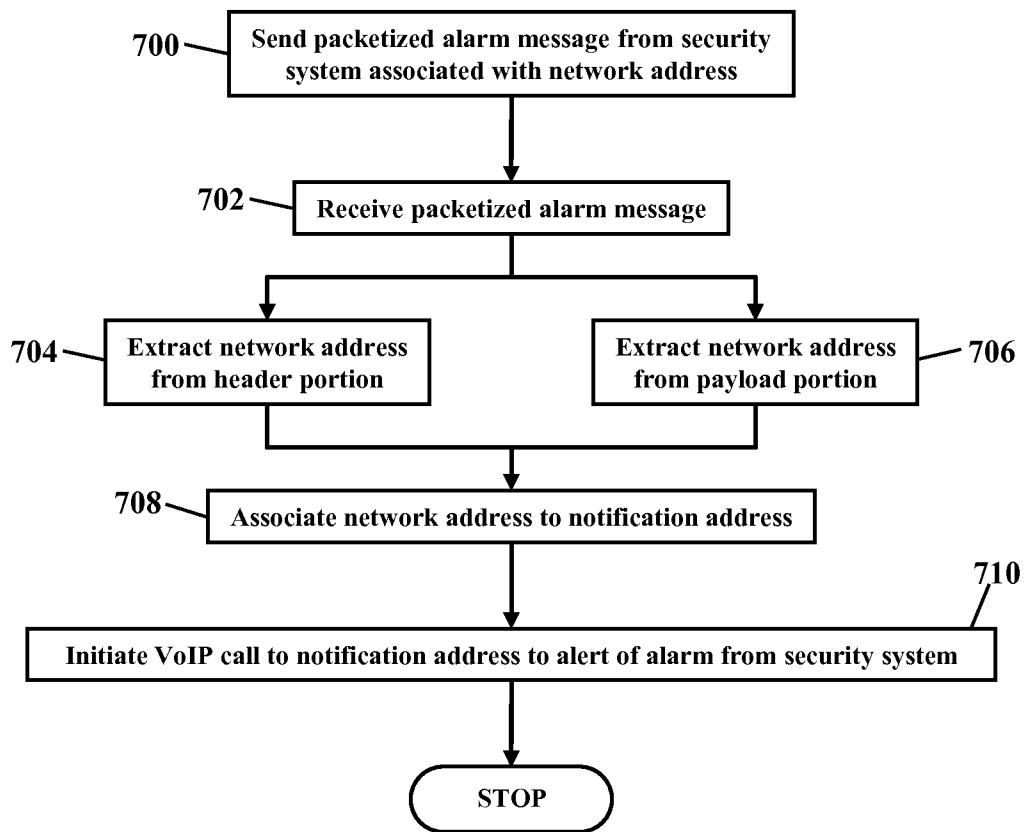 700
Send packetized alarm message from security
system associated with network address
702
Receive packetized alarm message
704
Extract network address
from header portion
Extract network address
from payload portion
706
708
Associate network address to notification address
710
Initiate VoIP call to notification address to alert of alarm from security system
STOP